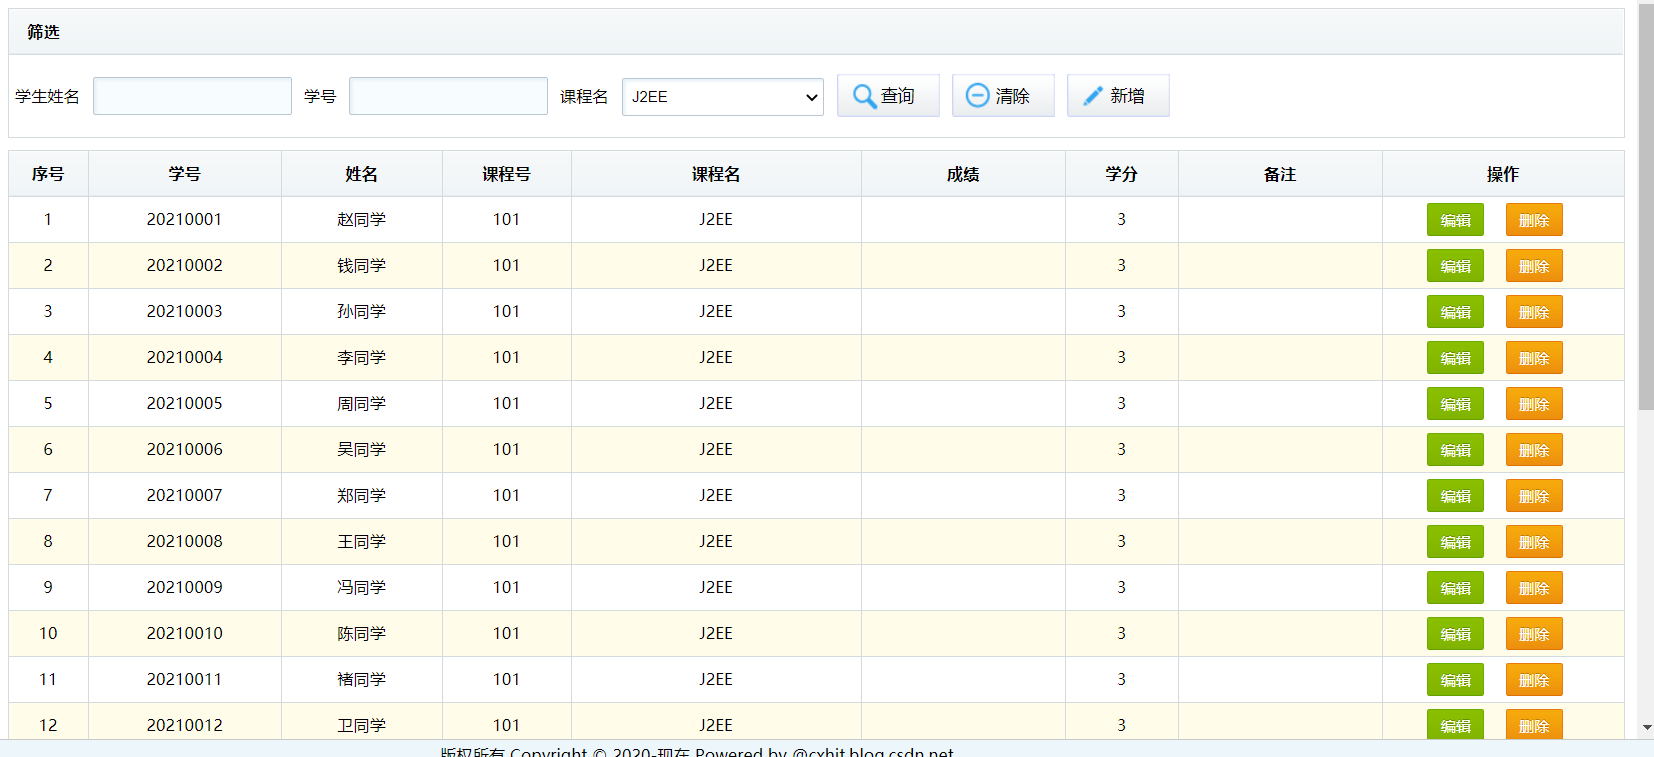 筛选
学生姓名 学号 课程名 J2EE 查询 清除 新增
序号 学号 姓名 课程号 课程名 成绩 学分 备注 操作
1 20210001 赵同学 101 J2EE 3 编辑 删除
2 20210002 钱同学 101 J2EE 3 编辑 删除
3 20210003 孙同学 101 J2EE 3 编辑 删除
4 20210004 李同学 101 J2EE 3 编辑 删除
5 20210005 周同学 101 J2EE 3 编辑 删除
6 20210006 吴同学 101 J2EE 3 编辑 删除
7 20210007 郑同学 101 J2EE 3 编辑 删除
8 20210008 王同学 101 J2EE 3 编辑 删除
9 20210009 冯同学 101 J2EE 3 编辑 删除
10 20210010 陈同学 101 J2EE 3 编辑 删除
11 20210011 褚同学 101 J2EE 3 编辑 删除
12 20210012 卫同学 101 J2EE 3 编辑 删除
版权所有 Copyright © 2020-现在 Powered by @cxhit.blog.csdn.net